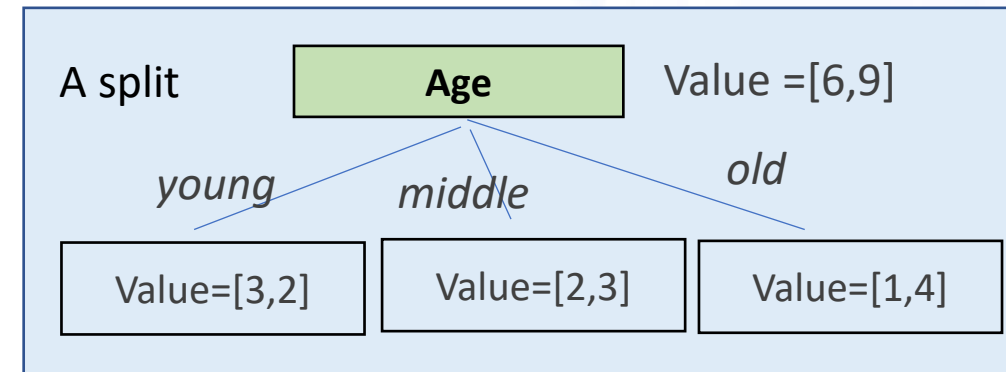 A split
Age
Value =[6,9]
young
middle
old
Value=[3,2]
Value=[2,3]
Value=[1,4]